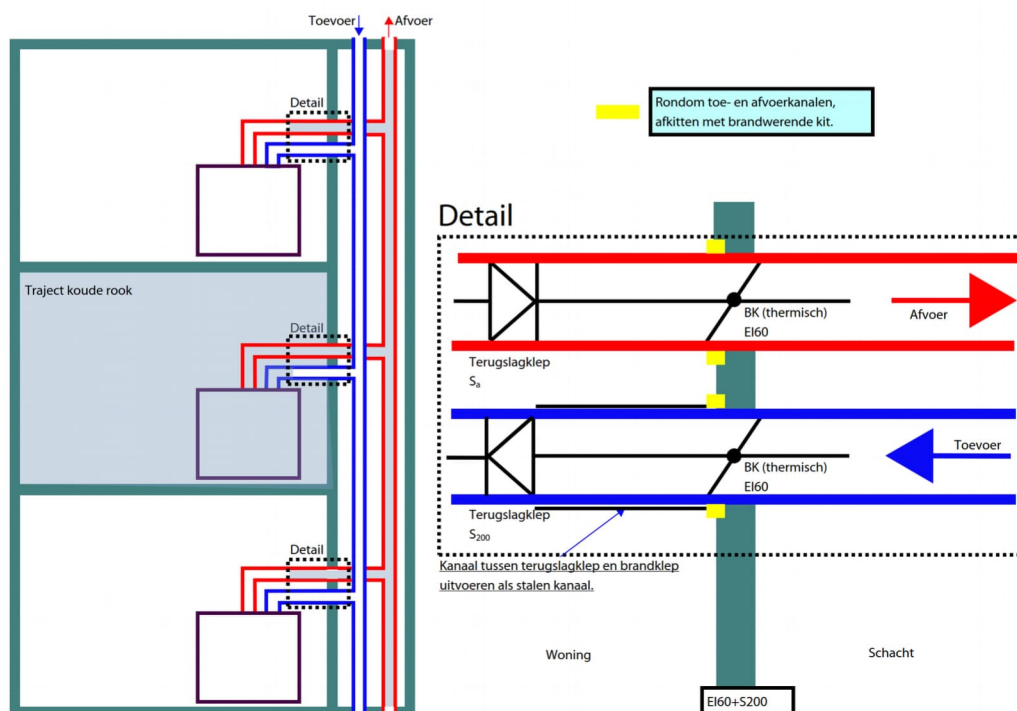 Toevoer
Afvoer
Detail
Traject koude rook
Detail
Detail
Rondom toe- en afvoerkanalen,
afkitten met brandwerende kit.
Detail
BK (thermisch)
EI60
Afvoer
Terugslagklep
Sa
Toevoer
BK (thermisch)
EI60
Terugslagklep
S200
Kanaal tussen terugslagklep en brandklep
uitvoeren als stalen kanaal.
Woning
Schacht
EI60+S200